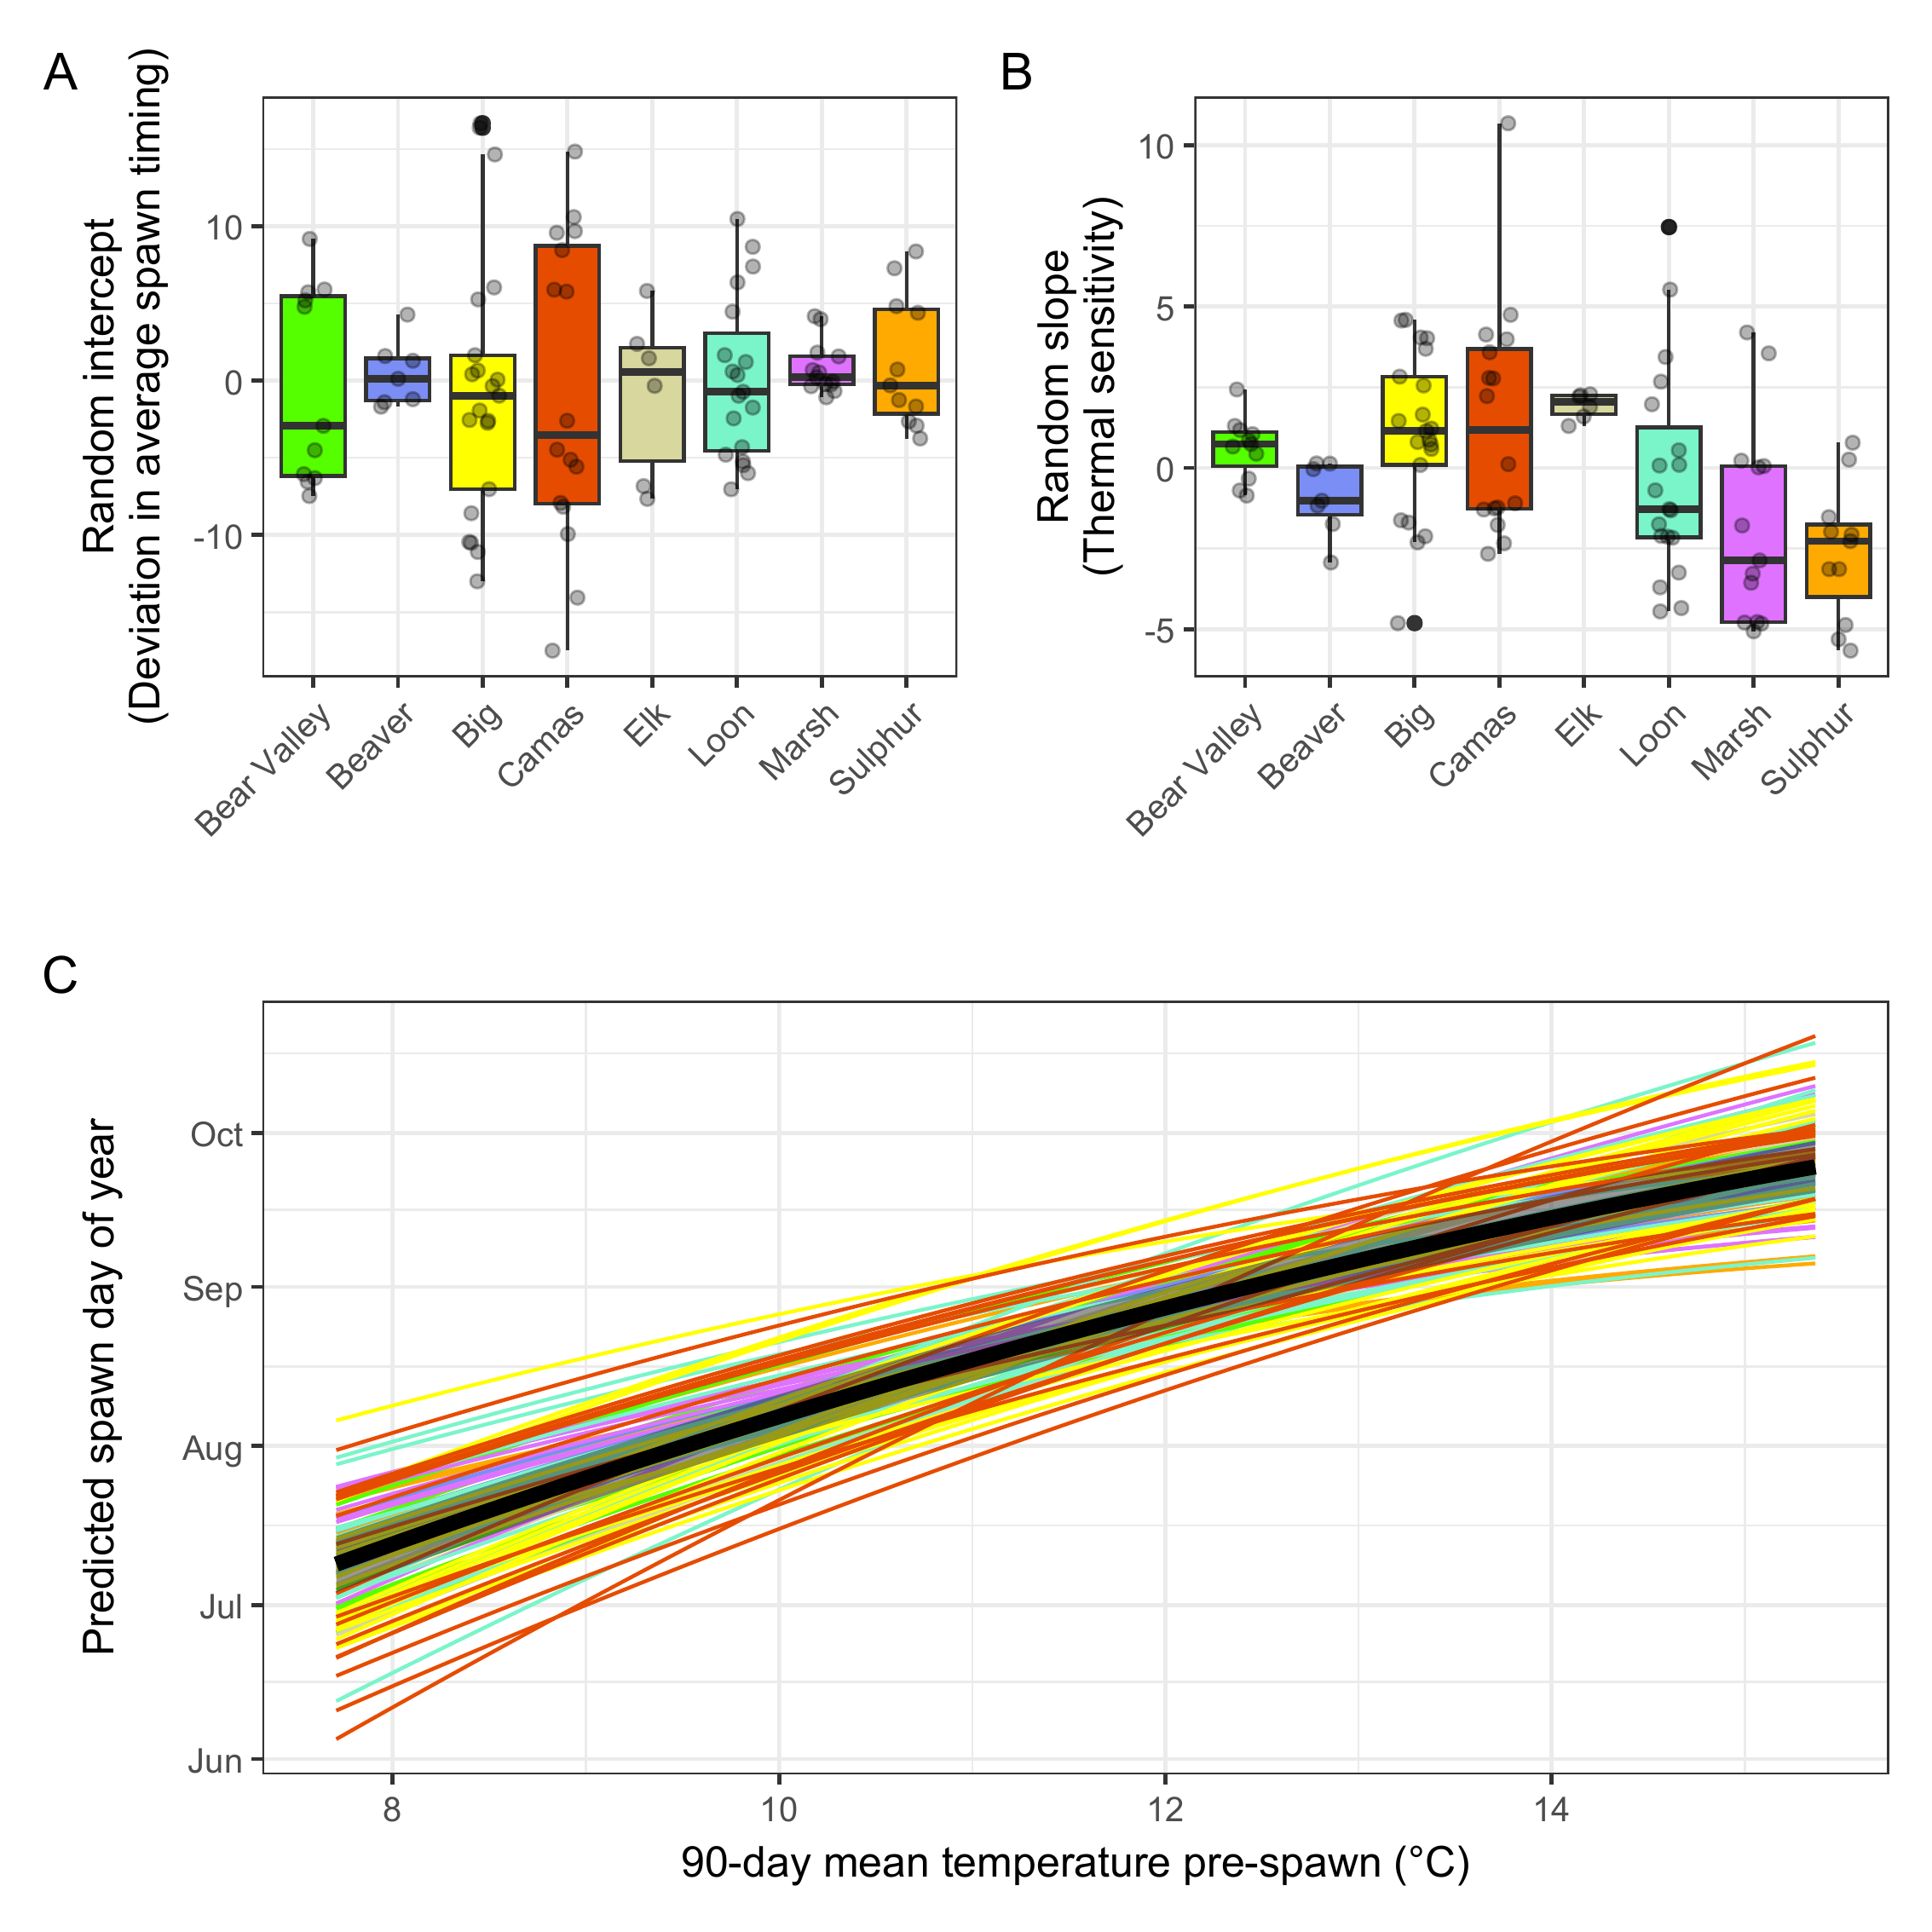 A
Random intercept
(Deviation in average spawn timing)
10
0
-10
Bear Valley
Beaver
Big
Camas
Elk
Loon
Marsh
Sulphur
B
Random slope
(Thermal sensitivity)
10
5
0
-5
Bear Valley
Beaver
Big
Camas
Elk
Loon
Marsh
Sulphur
C
Predicted spawn day of year
Oct
Sep
Aug
Jul
Jun
8
10
12
14
90-day mean temperature pre-spawn (°C)